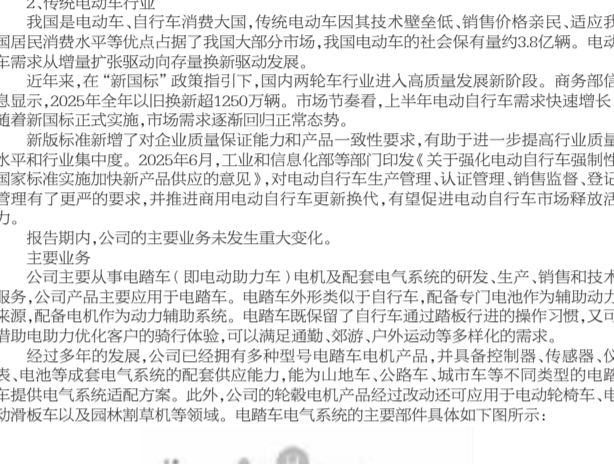 2、传统电动车行业
我国是电动车、自行车消费大国,传统电动车因其技术壁垒低、销售价格亲民、适应我
国居民消费水平等优点占据了我国大部分市场,我国电动车的社会保有量约3.8亿辆。电动
车需求从增量扩张驱动向存量换新驱动发展。
近年来,在“新国标”政策指引下,国内两轮车行业进入高质量发展新阶段。商务部信
息显示,2025年全年以旧换新超1250万辆。市场节奏看,上半年电动自行车需求快速增长,
随着新国标正式实施,市场需求逐渐回归正常态势。
新版标准新增了对企业质量保证能力和产品一致性要求,有助于进一步提高行业质量
水平和行业集中度。2025年6月,工业和信息化部等部门印发《关于强化电动自行车强制性
国家标准实施加快新产品供应的意见》,对电动自行车生产管理、认证管理、销售监督、登记
管理有了更严的要求,并推进商用电动自行车更新换代,有望促进电动自行车市场释放活
力。
报告期内,公司的主要业务未发生重大变化。
主要业务
公司主要从事电踏车(即电动助力车)电机及配套电气系统的研发、生产、销售和技术
服务,公司产品主要应用于电踏车。电踏车外形类似于自行车,配备专门电池作为辅助动力
来源,配备电机作为动力辅助系统。电踏车既保留了自行车通过踏板行进的操作习惯,又可
借助电助力优化客户的骑行体验,可以满足通勤、郊游、户外运动等多样化的需求。
经过多年的发展,公司已经拥有多种型号电踏车电机产品,并具备控制器、传感器、仪
表、电池等成套电气系统的配套供应能力,能为山地车、公路车、城市车等不同类型的电踏
车提供电气系统适配方案。此外,公司的轮毂电机产品经过改动还可应用于电动轮椅车、电
动滑板车以及园林割草机等领域。电踏车电气系统的主要部件具体如下图所示: